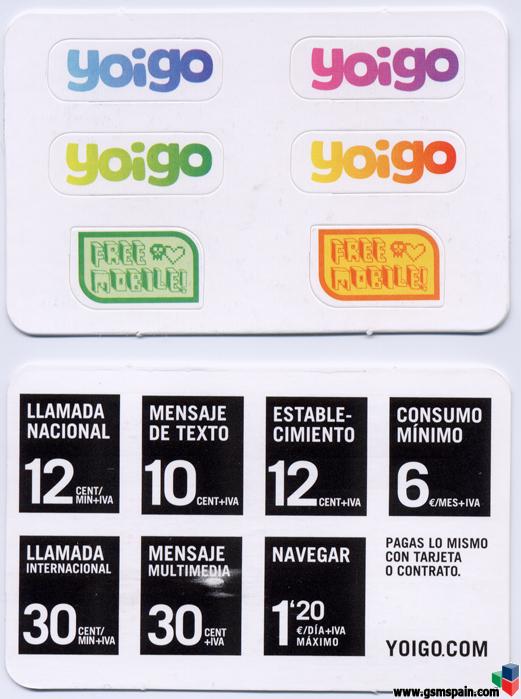 yoigo yoigo
yoigo yoigo
FREE FREE
MOBILE! MOBILE!
LLAMADA
NACIONAL
12 CENT/
MIN+IVA
MENSAJE
DE TEXTO
10 CENT+IVA
ESTABLE-
CIMIENTO
12 CENT+IVA
CONSUMO
MÍNIMO
6 €/MES+IVA
LLAMADA
INTERNACIONAL
30 CENT/
MIN+IVA
MENSAJE
MULTIMEDIA
30 CENT
+IVA
NAVEGAR
1'20
€/DÍA+IVA
MÁXIMO
PAGAS LO MISMO
CON TARJETA
O CONTRATO.
YOIGO.COM
www.gsmspain.com